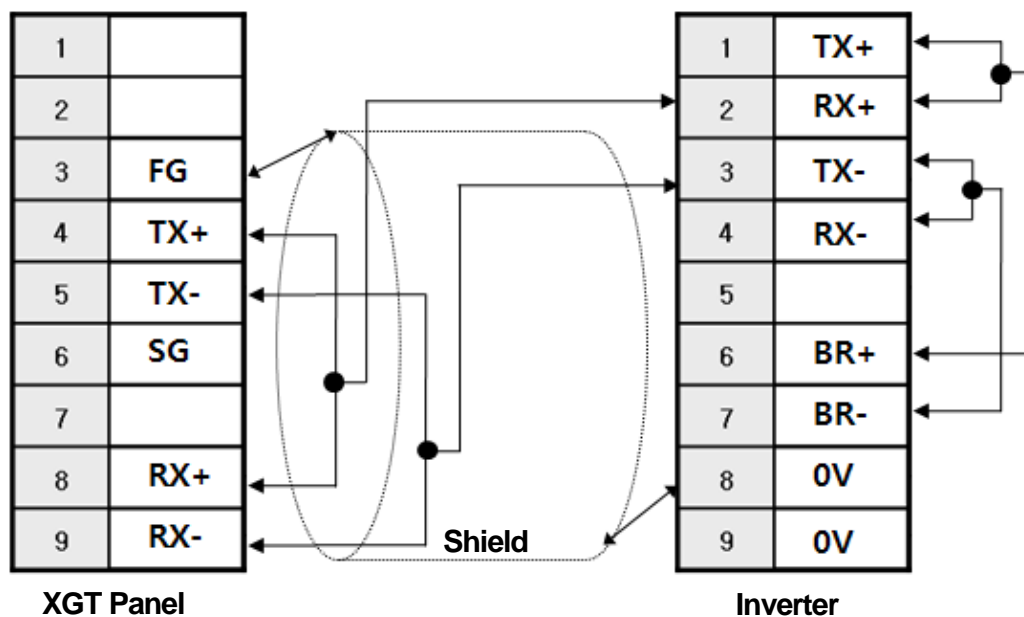 1
2
3 FG
4 TX+
5 TX-
6 SG
7
8 RX+
9 RX-
XGT Panel
Shield
1 TX+
2 RX+
3 TX-
4 RX-
5
6 BR+
7 BR-
8 0V
9 0V
Inverter